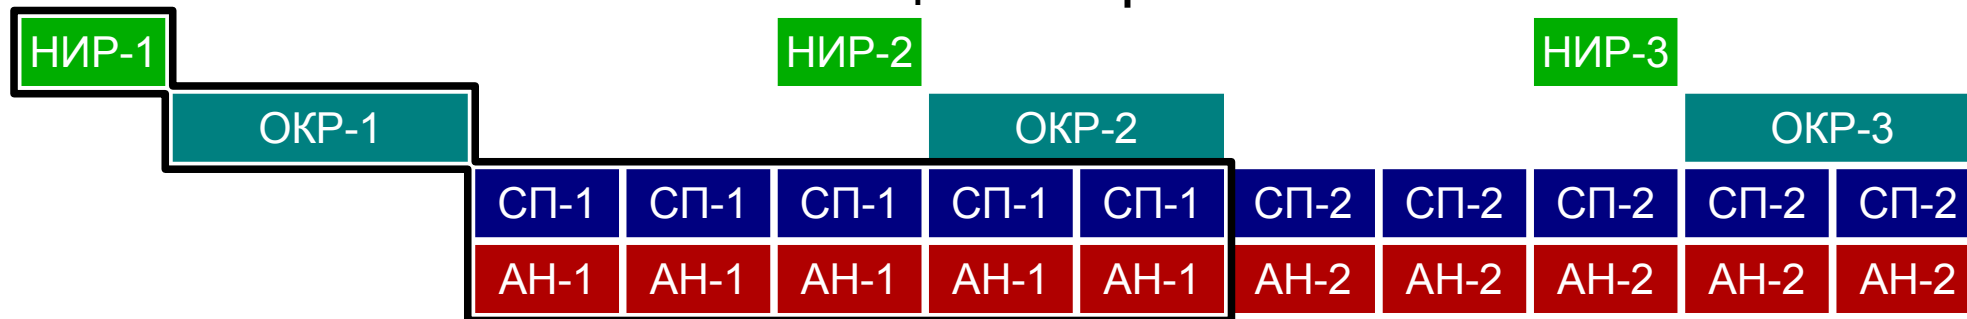 НИР-1 НИР-2 НИР-3
ОКР-1 ОКР-2 ОКР-3
СП-1 СП-1 СП-1 СП-1 СП-1 СП-2 СП-2 СП-2 СП-2 СП-2
АН-1 АН-1 АН-1 АН-1 АН-1 АН-2 АН-2 АН-2 АН-2 АН-2